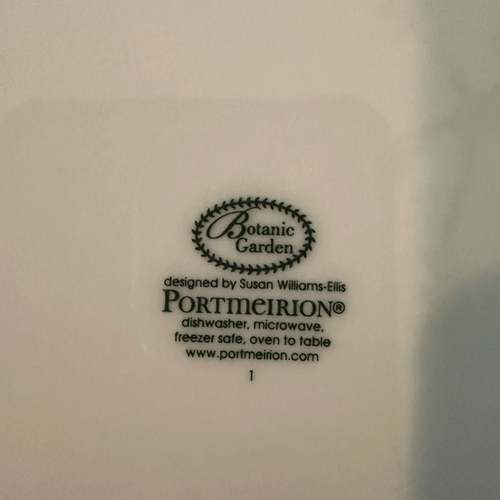 Botanic
Garden
designed by Susan Williams-Ellis
PORTMEIRION®
dishwasher, microwave,
freezer safe, oven to table
www.portmeirion.com
1